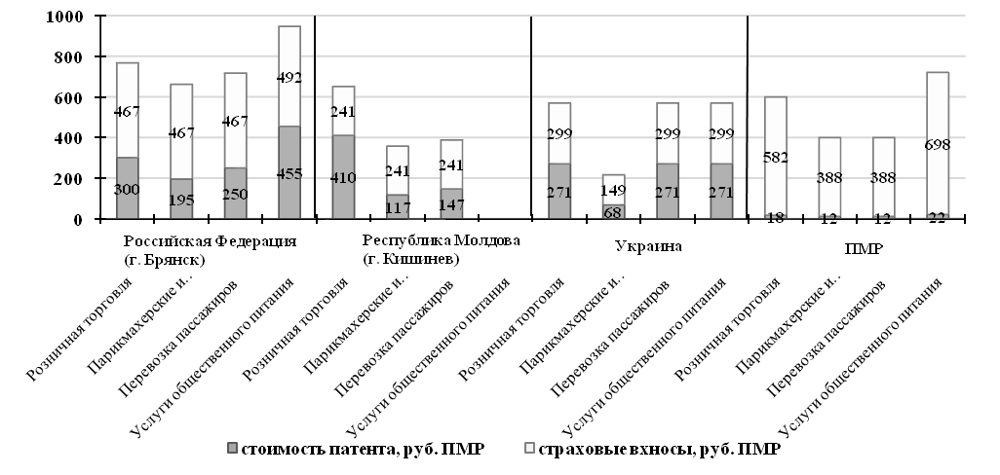 1000
800
600
400
200
0
467
300
467
195
467
250
492
455
241
410
241
117
241
147
299
271
149
68
299
271
299
271
582
18
388
12
388
12
698
22
Российская Федерация
(г. Брянск)
Республика Молдова
(г. Кишинев)
Украина
ПМР
Розничная торговля
Парикмахерские и..
Перевозка пассажиров
Услуги общественного питания
Розничная торговля
Парикмахерские и..
Перевозка пассажиров
Услуги общественного питания
Розничная торговля
Парикмахерские и..
Перевозка пассажиров
Услуги общественного питания
Розничная торговля
Парикмахерские и..
Перевозка пассажиров
Услуги общественного питания
стоимость патента, руб. ПМР
страховые вхносы, руб. ПМР